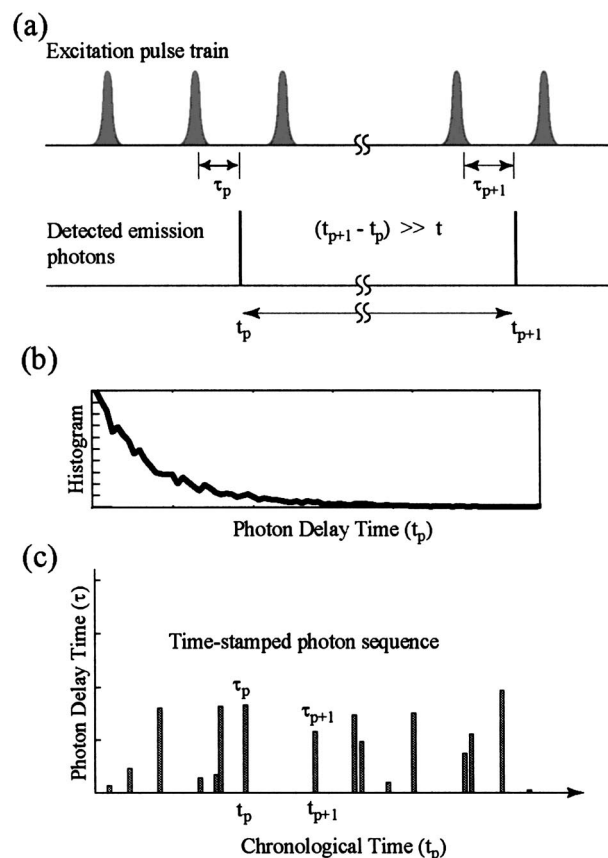 (a)
Excitation pulse train
τp
τp+1
Detected emission
photons
(tp+1 - tp) >> t
tp
tp+1
(b)
Histogram
Photon Delay Time (tp)
(c)
Photon Delay Time (τ)
Time-stamped photon sequence
τp
τp+1
tp
tp+1
Chronological Time (tp)